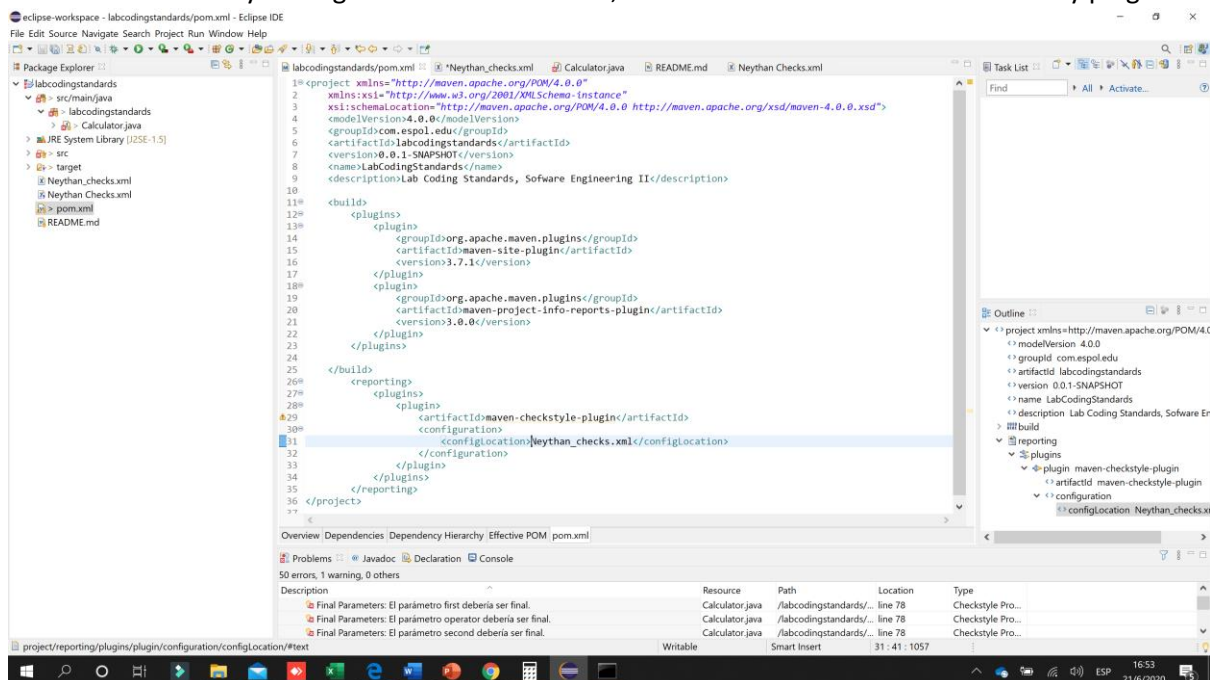 eclipse-workspace - labcodingstandards/pom.xml - Eclipse IDE
File Edit Source Navigate Search Project Run Window Help
Package Explorer
labcodingstandards
> src/main/java
> labcodingstandards
> Calculator.java
JRE System Library [J2SE-1.5]
> src
> target
Neythan_checks.xml
Neythan Checks.xml
> pom.xml
README.md
labcodingstandards/pom.xml *Neythan_checks.xml Calculator.java README.md Neythan Checks.xml
1 <project xmlns="http://maven.apache.org/POM/4.0.0"
2 xmlns:xsi="http://www.w3.org/2001/XMLSchema-instance"
3 xsi:schemaLocation="http://maven.apache.org/POM/4.0.0 http://maven.apache.org/xsd/maven-4.0.0.xsd">
4 <modelVersion>4.0.0</modelVersion>
5 <groupId>com.espol.edu</groupId>
6 <artifactId>labcodingstandards</artifactId>
7 <version>0.0.1-SNAPSHOT</version>
8 <name>LabCodingStandards</name>
9 <description>Lab Coding Standards, Sofware Engineering II</description>
10
11 <build>
12 <plugins>
13 <plugin>
14 <groupId>org.apache.maven.plugins</groupId>
15 <artifactId>maven-site-plugin</artifactId>
16 <version>3.7.1</version>
17 </plugin>
18 <plugin>
19 <groupId>org.apache.maven.plugins</groupId>
20 <artifactId>maven-project-info-reports-plugin</artifactId>
21 <version>3.0.0</version>
22 </plugin>
23 </plugins>
24
25 </build>
26 <reporting>
27 <plugins>
28 <plugin>
29 <artifactId>maven-checkstyle-plugin</artifactId>
30 <configuration>
31 <configLocation>Neythan_checks.xml</configLocation>
32 </configuration>
33 </plugin>
34 </plugins>
35 </reporting>
36 </project>
37
Overview Dependencies Dependency Hierarchy Effective POM pom.xml
Task List
Find All Activate...
Outline
project xmlns=http://maven.apache.org/POM/4.0
modelVersion 4.0.0
groupId com.espol.edu
artifactId labcodingstandards
version 0.0.1-SNAPSHOT
name LabCodingStandards
description Lab Coding Standards, Sofware En
build
reporting
plugins
plugin maven-checkstyle-plugin
artifactId maven-checkstyle-plugin
configuration
configLocation Neythan_checks.xm
Problems Javadoc Declaration Console
50 errors, 1 warning, 0 others
Description Resource Path Location Type
Final Parameters: El parámetro first debería ser final. Calculator.java /labcodingstandards/... line 78 Checkstyle Pro...
Final Parameters: El parámetro operator debería ser final. Calculator.java /labcodingstandards/... line 78 Checkstyle Pro...
Final Parameters: El parámetro second debería ser final. Calculator.java /labcodingstandards/... line 78 Checkstyle Pro...
project/reporting/plugins/plugin/configuration/configLocation/#text Writable Smart Insert 31 : 41 : 1057
ESP 16:53
21/6/2020